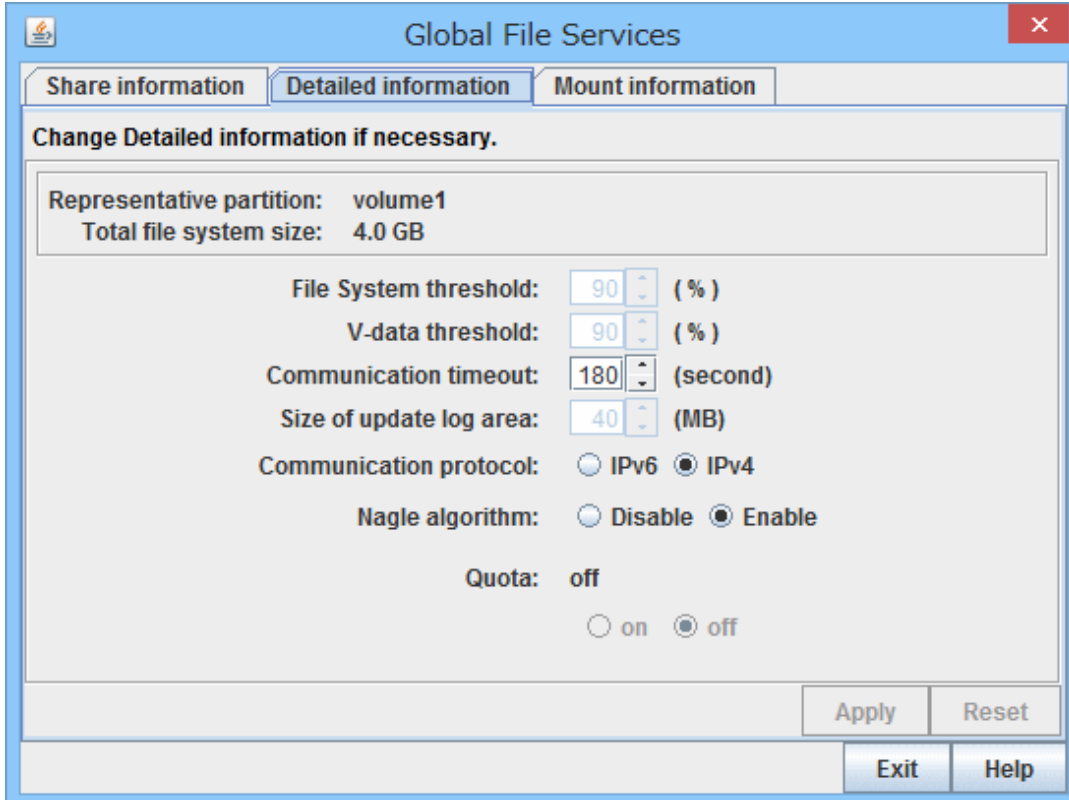 Global File Services
Share information Detailed information Mount information
Change Detailed information if necessary.
Representative partition: volume1
Total file system size: 4.0 GB
File System threshold: 90 ( % )
V-data threshold: 90 ( % )
Communication timeout: 180 (second)
Size of update log area: 40 (MB)
Communication protocol: IPv6 IPv4
Nagle algorithm: Disable Enable
Quota: off
on off
Apply Reset
Exit Help